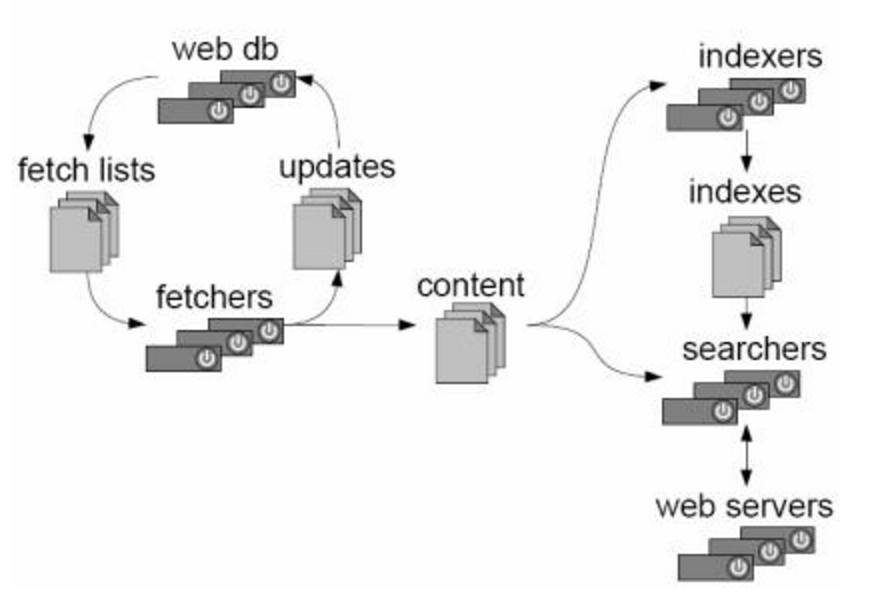 web db
fetch lists
updates
fetchers
content
indexers
indexes
searchers
web servers